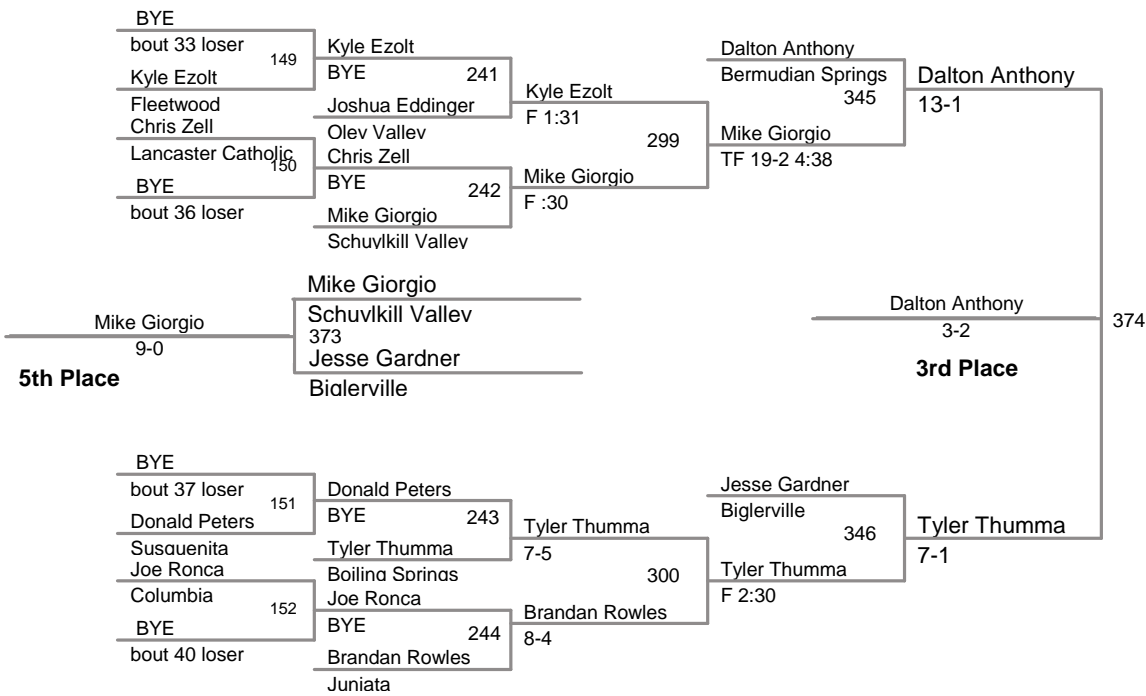 BYE
bout 33 loser
149
Kyle Ezolt
Fleetwood
Chris Zell
Lancaster Catholic
150
BYE
bout 36 loser
Kyle Ezolt
BYE
241
Joshua Eddinger
Oley Valley
Chris Zell
BYE
242
Mike Giorgio
Schuylkill Valley
Kyle Ezolt
F 1:31
299
Mike Giorgio
F :30
Dalton Anthony
Bermudian Springs
345
Mike Giorgio
TF 19-2 4:38
Dalton Anthony
13-1
Mike Giorgio
9-0
5th Place
Mike Giorgio
Schuylkill Valley
373
Jesse Gardner
Biglerville
Dalton Anthony
3-2
3rd Place
374
BYE
bout 37 loser
151
Donald Peters
Susquenita
Joe Ronca
Columbia
152
BYE
bout 40 loser
Donald Peters
BYE
243
Tyler Thumma
Boiling Springs
Joe Ronca
BYE
244
Brandan Rowles
Juniata
Tyler Thumma
7-5
300
Brandan Rowles
8-4
Jesse Gardner
Biglerville
346
Tyler Thumma
F 2:30
Tyler Thumma
7-1